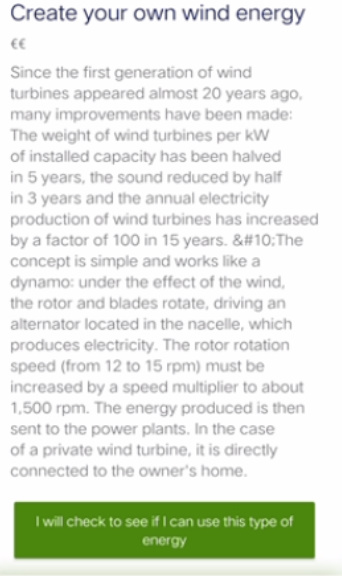 Create your own wind energy
€€
Since the first generation of wind
turbines appeared almost 20 years ago,
many improvements have been made:
The weight of wind turbines per kW
of installed capacity has been halved
in 5 years, the sound reduced by half
in 3 years and the annual electricity
production of wind turbines has increased
by a factor of 100 in 15 years. &#10;The
concept is simple and works like a
dynamo: under the effect of the wind,
the rotor and blades rotate, driving an
alternator located in the nacelle, which
produces electricity. The rotor rotation
speed (from 12 to 15 rpm) must be
increased by a speed multiplier to about
1,500 rpm. The energy produced is then
sent to the power plants. In the case
of a private wind turbine, it is directly
connected to the owner's home.
I will check to see if I can use this type of
energy